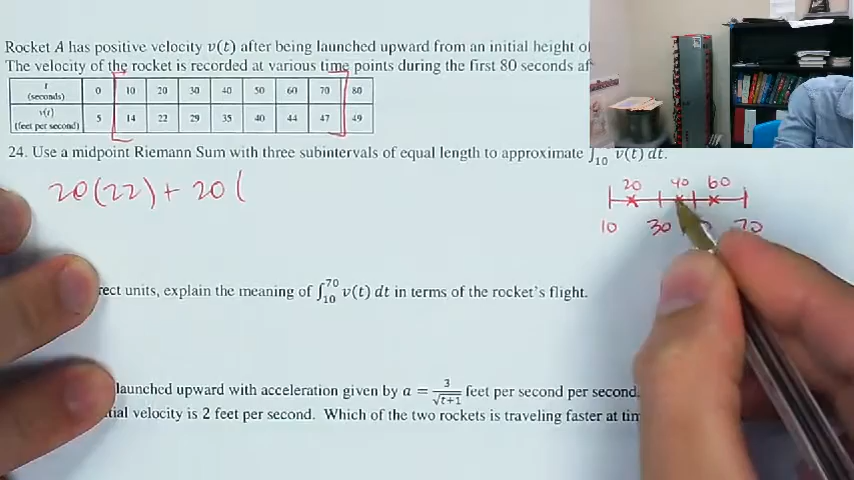 Rocket A has positive velocity v(t) after being launched upward from an initial height of
The velocity of the rocket is recorded at various time points during the first 80 seconds af
t (seconds) 0 10 20 30 40 50 60 70 80
v(t) (feet per second) 5 14 22 29 35 40 44 47 49
24. Use a midpoint Riemann Sum with three subintervals of equal length to approximate ∫₁₀ v(t) dt.
20(22) + 20(
20 40 60
10 30 70
rect units, explain the meaning of ∫₁₀⁷⁰ v(t) dt in terms of the rocket's flight.
launched upward with acceleration given by a = 3/√(t+1) feet per second per second.
tial velocity is 2 feet per second. Which of the two rockets is traveling faster at tim